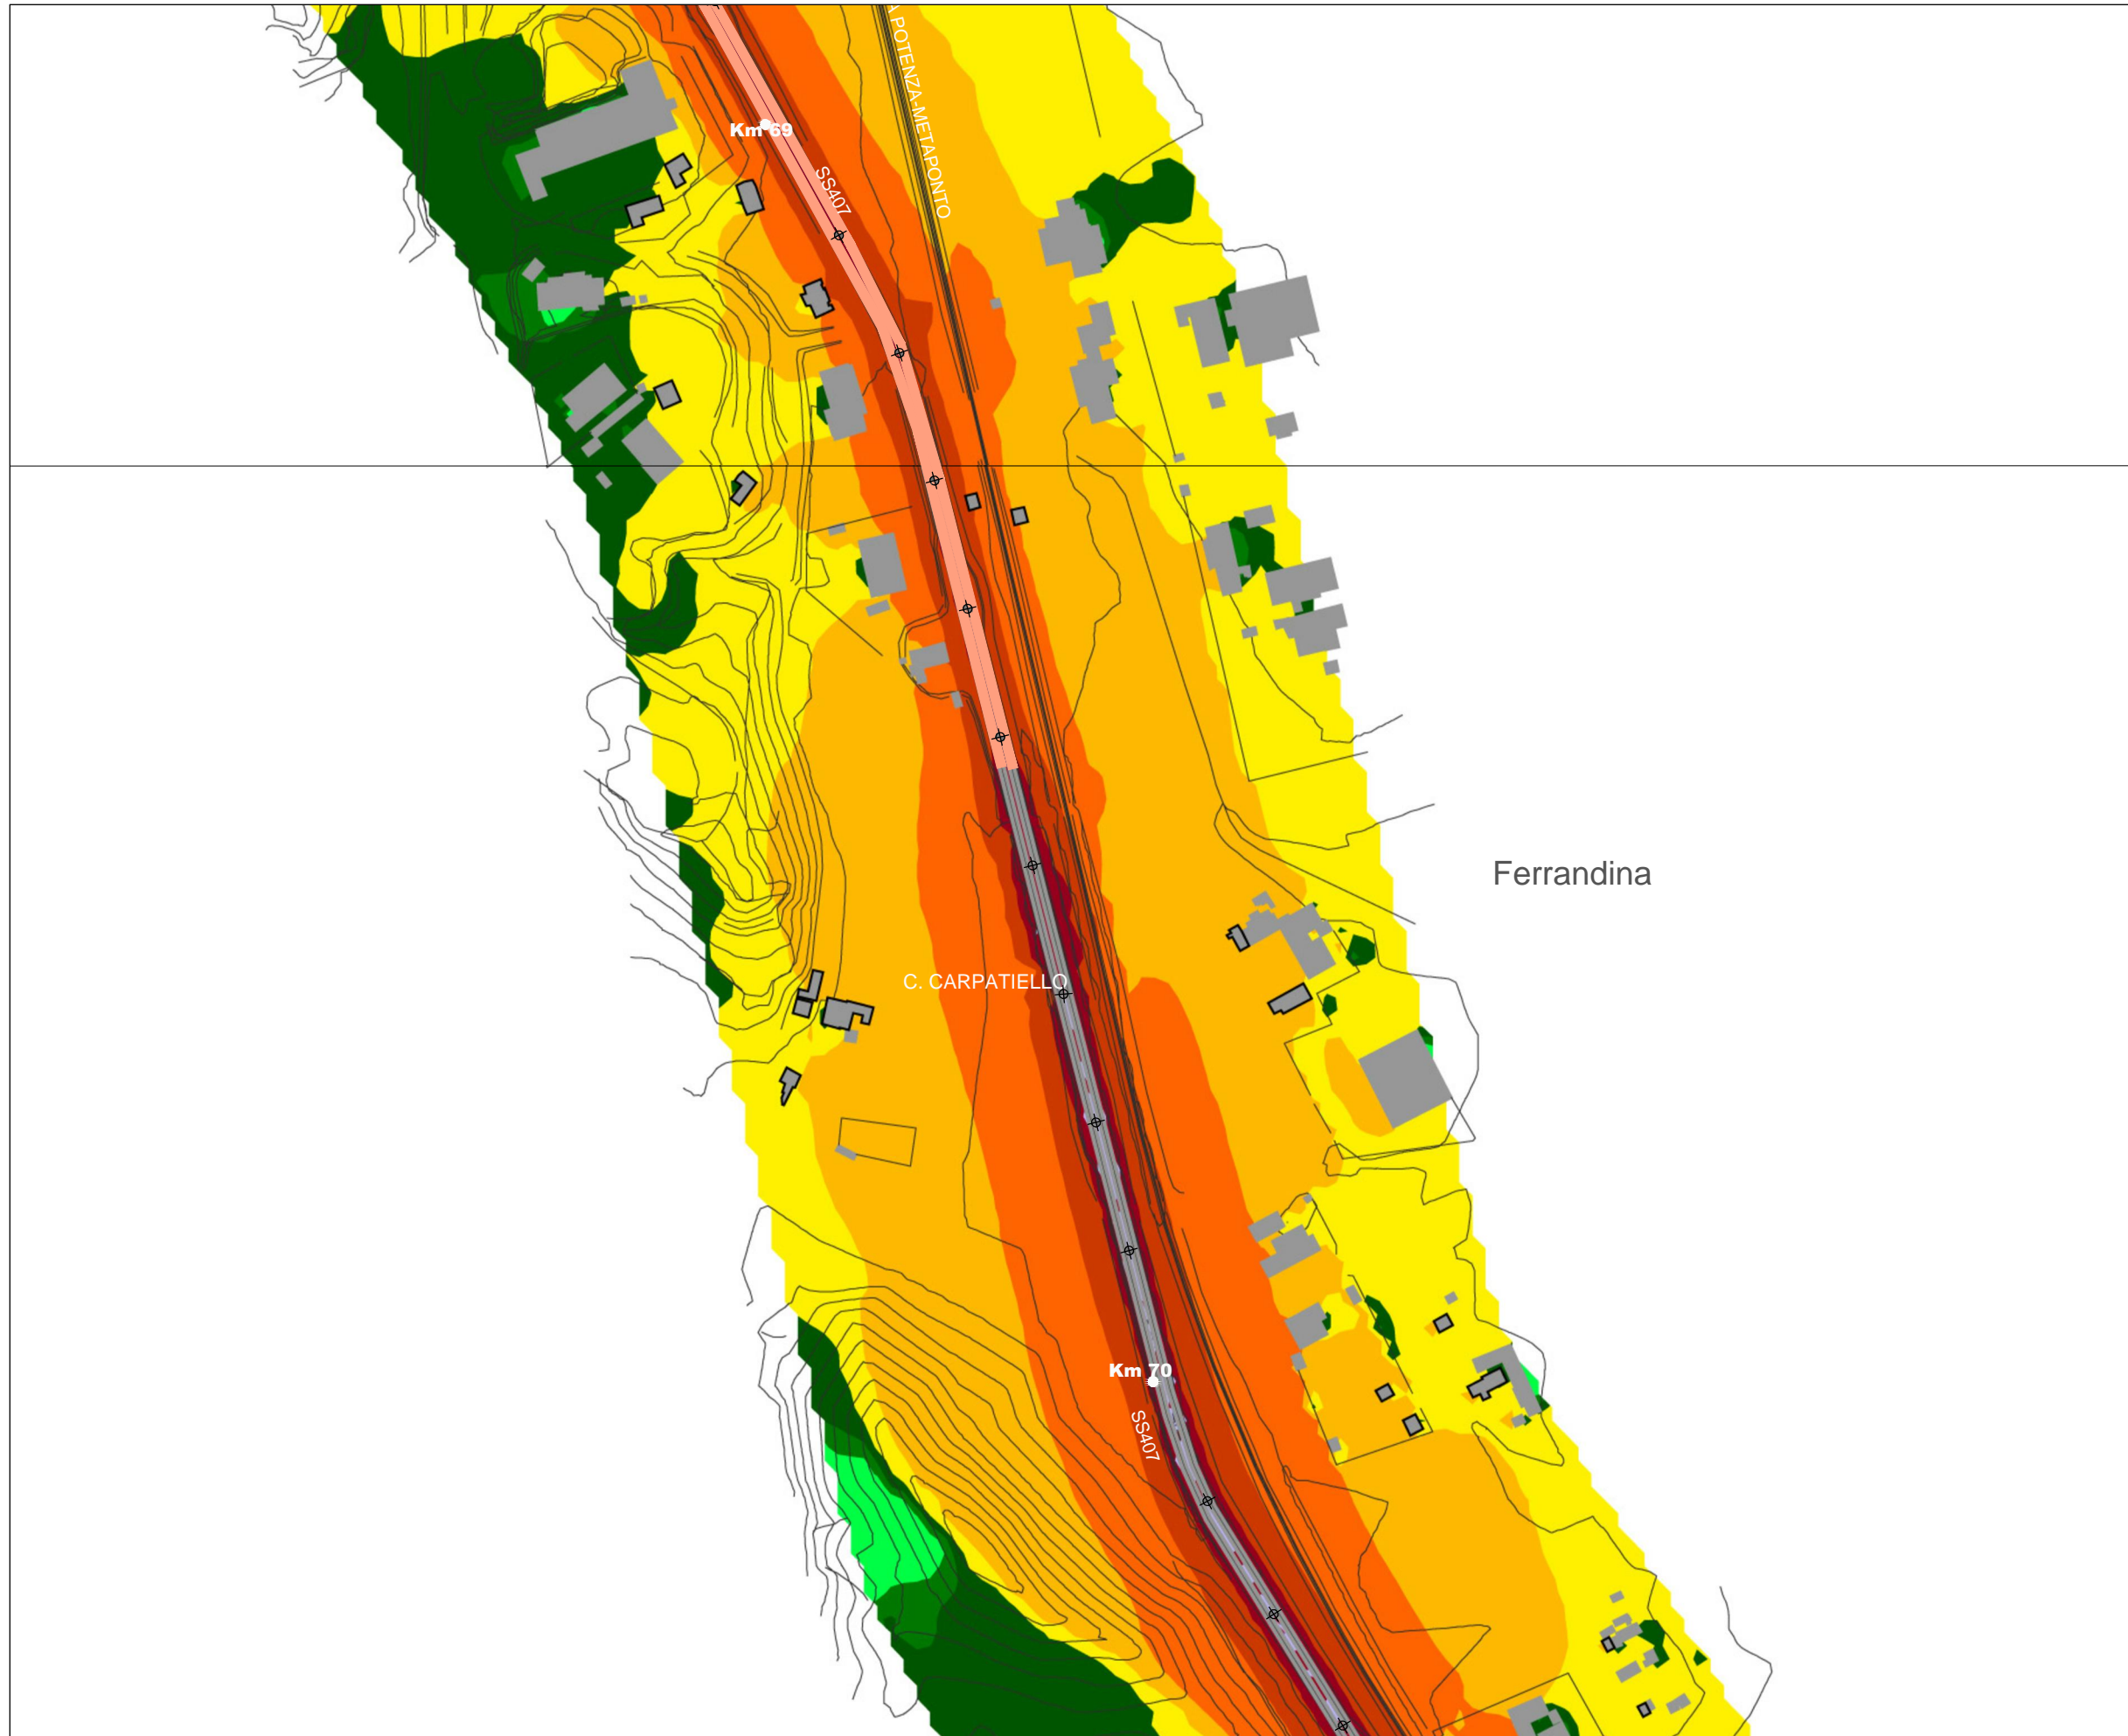 A POTENZA-METAPONTO
Km 69
SS407
Ferrandina
C. CARPATIELLO
Km 70
SS407